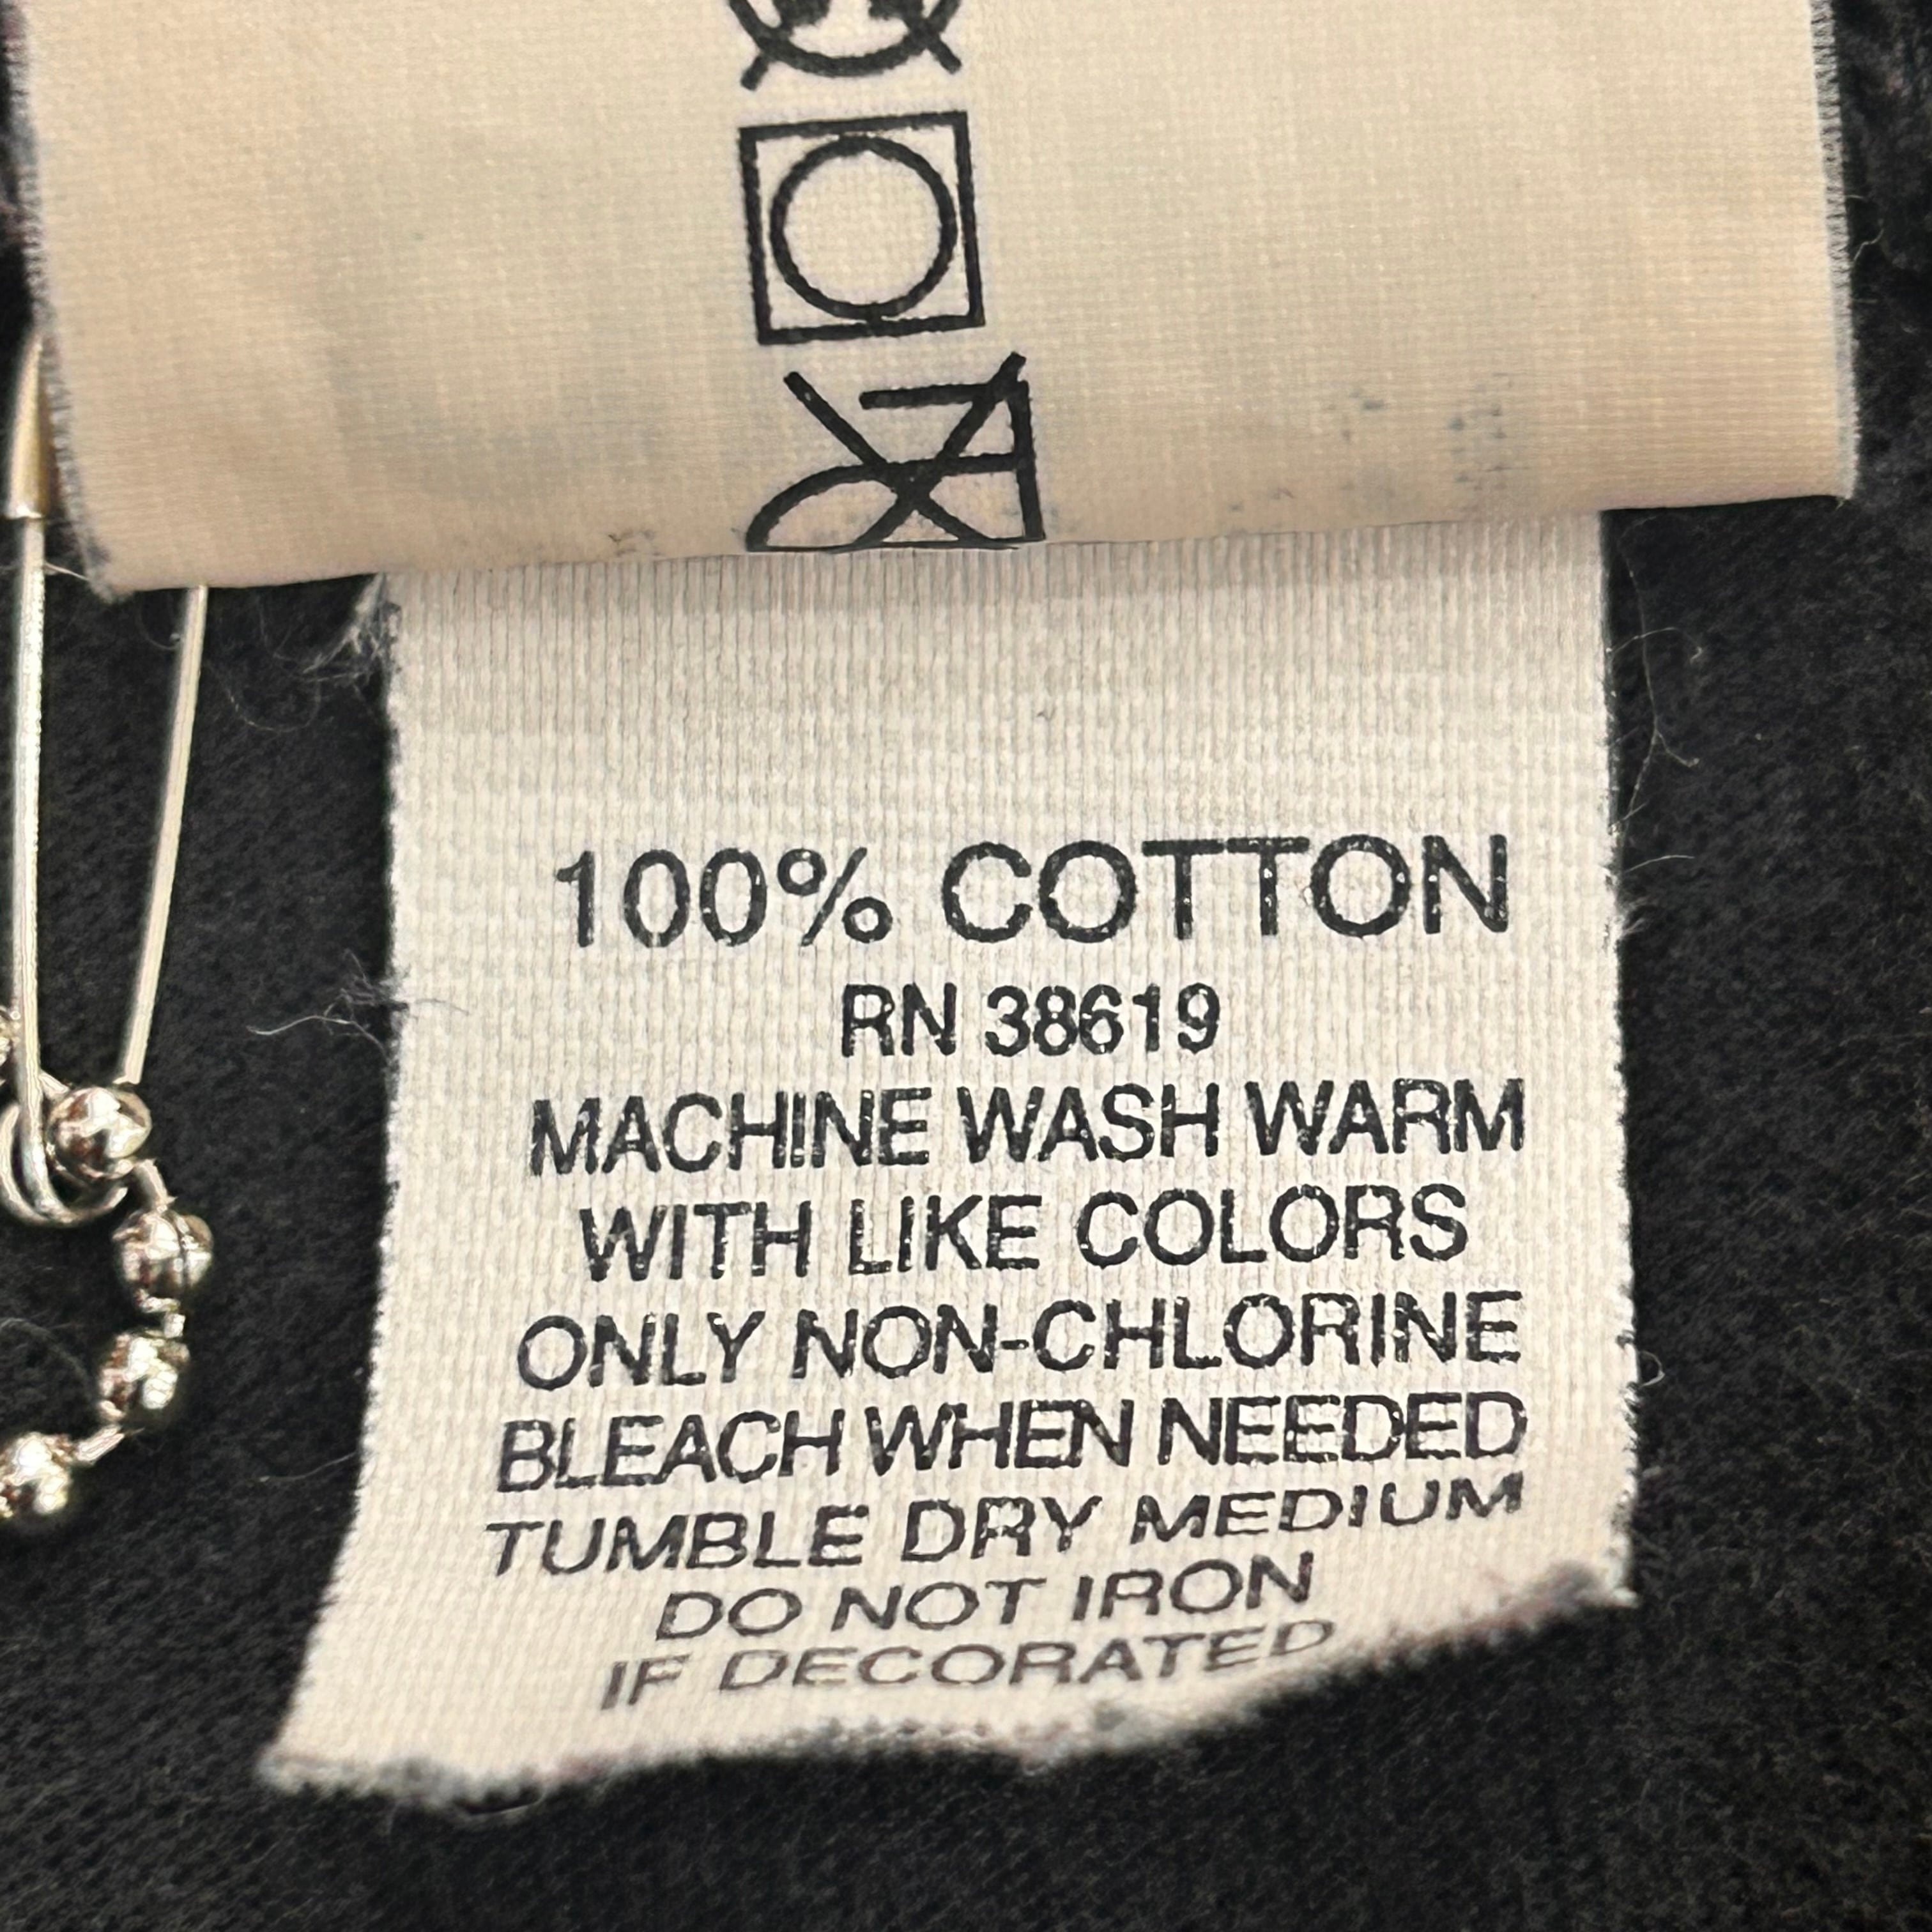 100% COTTON
RN 38619
MACHINE WASH WARM
WITH LIKE COLORS
ONLY NON-CHLORINE
BLEACH WHEN NEEDED
TUMBLE DRY MEDIUM
DO NOT IRON
IF DECORATED